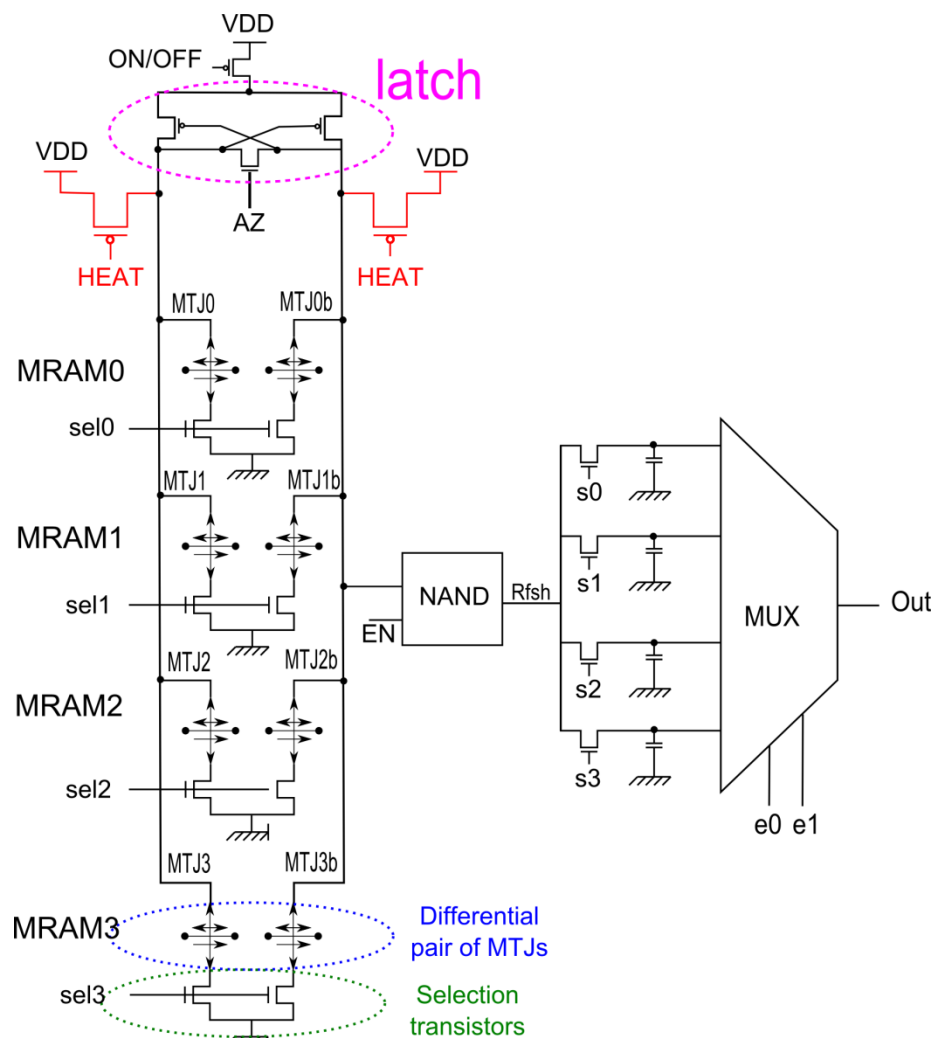 VDD
ON/OFF
latch
VDD
VDD
AZ
HEAT
HEAT
MTJ0
MTJ0b
MRAM0
sel0
MTJ1
MTJ1b
MRAM1
sel1
MTJ2
MTJ2b
MRAM2
sel2
MTJ3
MTJ3b
MRAM3
sel3
Differential
pair of MTJs
Selection
transistors
NAND
EN
Rfsh
s0
s1
s2
s3
MUX
Out
e0 e1